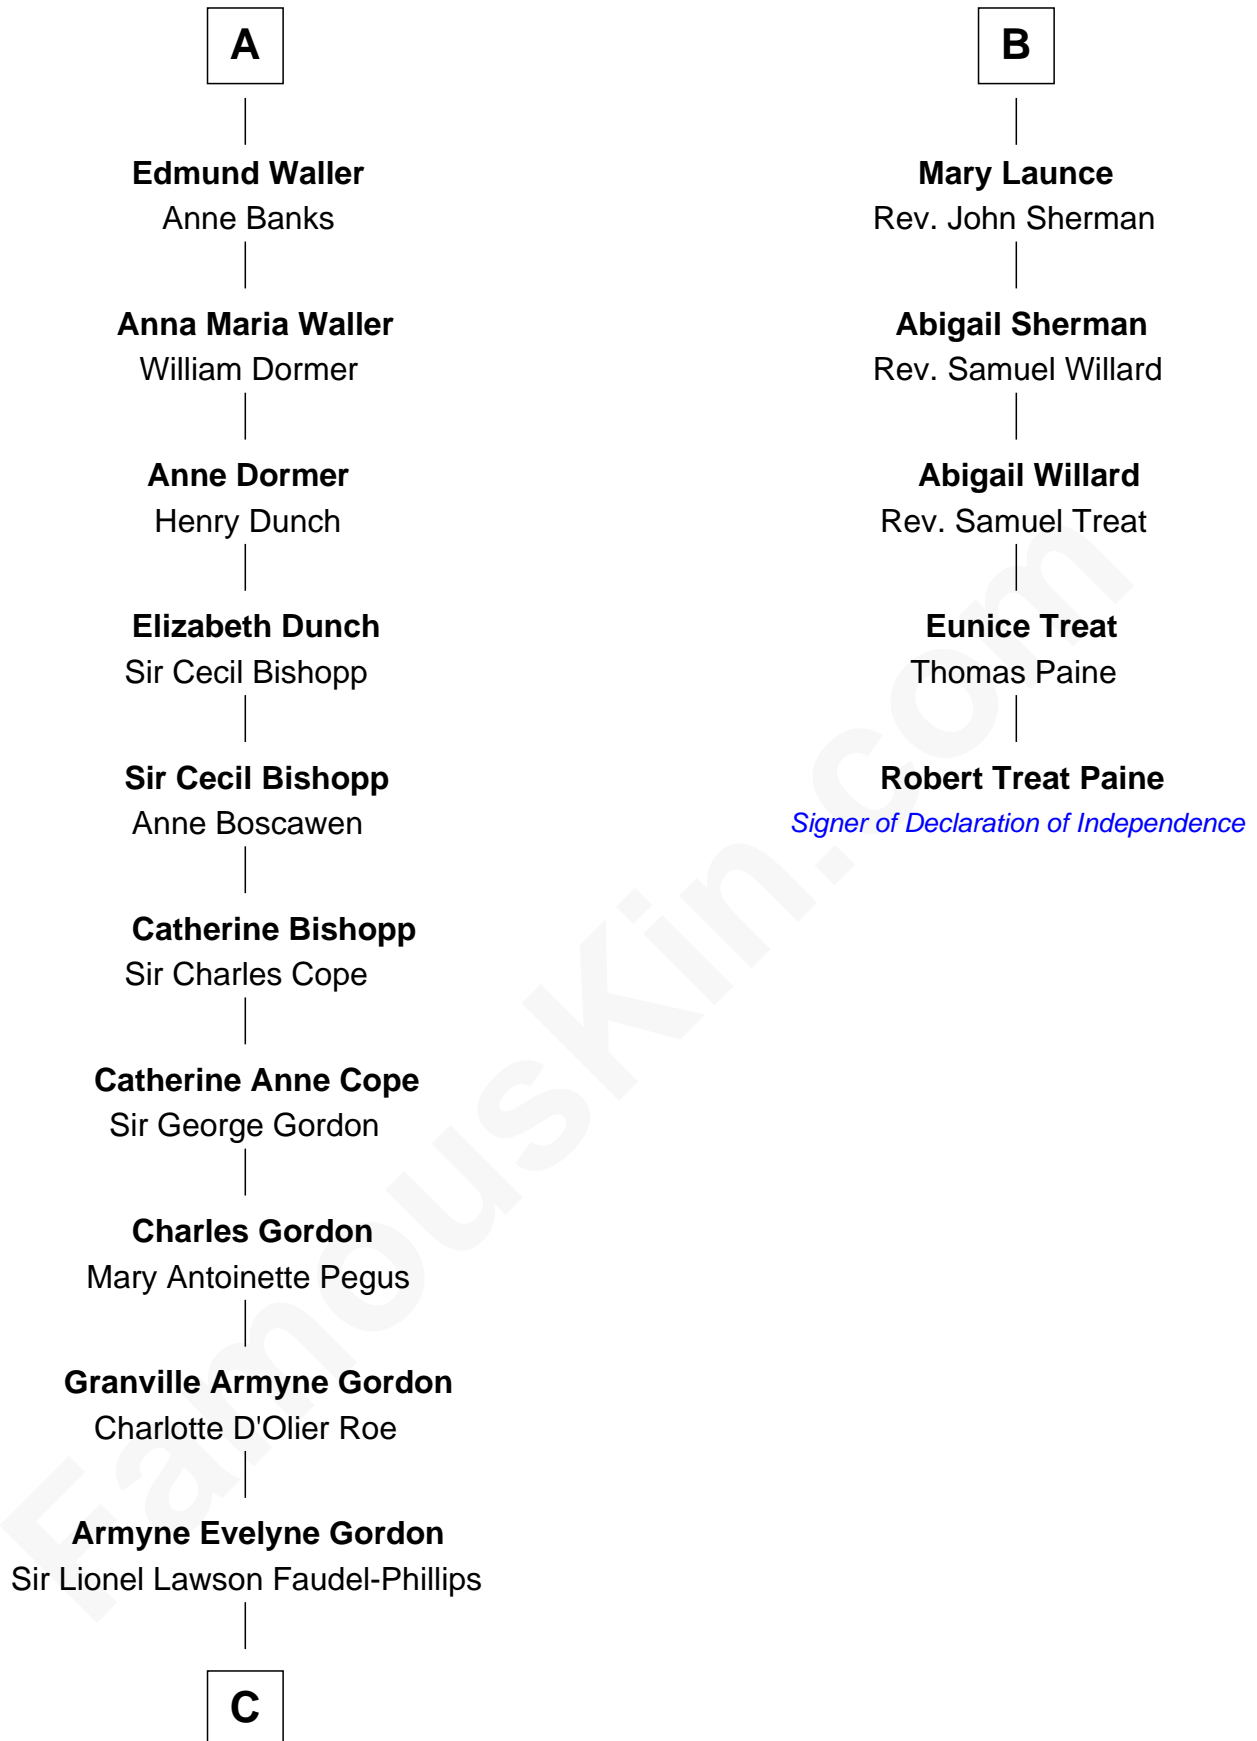 A
Edmund Waller
Anne Banks
Anna Maria Waller
William Dormer
Anne Dormer
Henry Dunch
Elizabeth Dunch
Sir Cecil Bishopp
Sir Cecil Bishopp
Anne Boscawen
Catherine Bishopp
Sir Charles Cope
Catherine Anne Cope
Sir George Gordon
Charles Gordon
Mary Antoinette Pegus
Granville Armyne Gordon
Charlotte D'Olier Roe
Armyne Evelyne Gordon
Sir Lionel Lawson Faudel-Phillips
C
B
Mary Launce
Rev. John Sherman
Abigail Sherman
Rev. Samuel Willard
Abigail Willard
Rev. Samuel Treat
Eunice Treat
Thomas Paine
Robert Treat Paine
Signer of Declaration of Independence
FamousKin.com